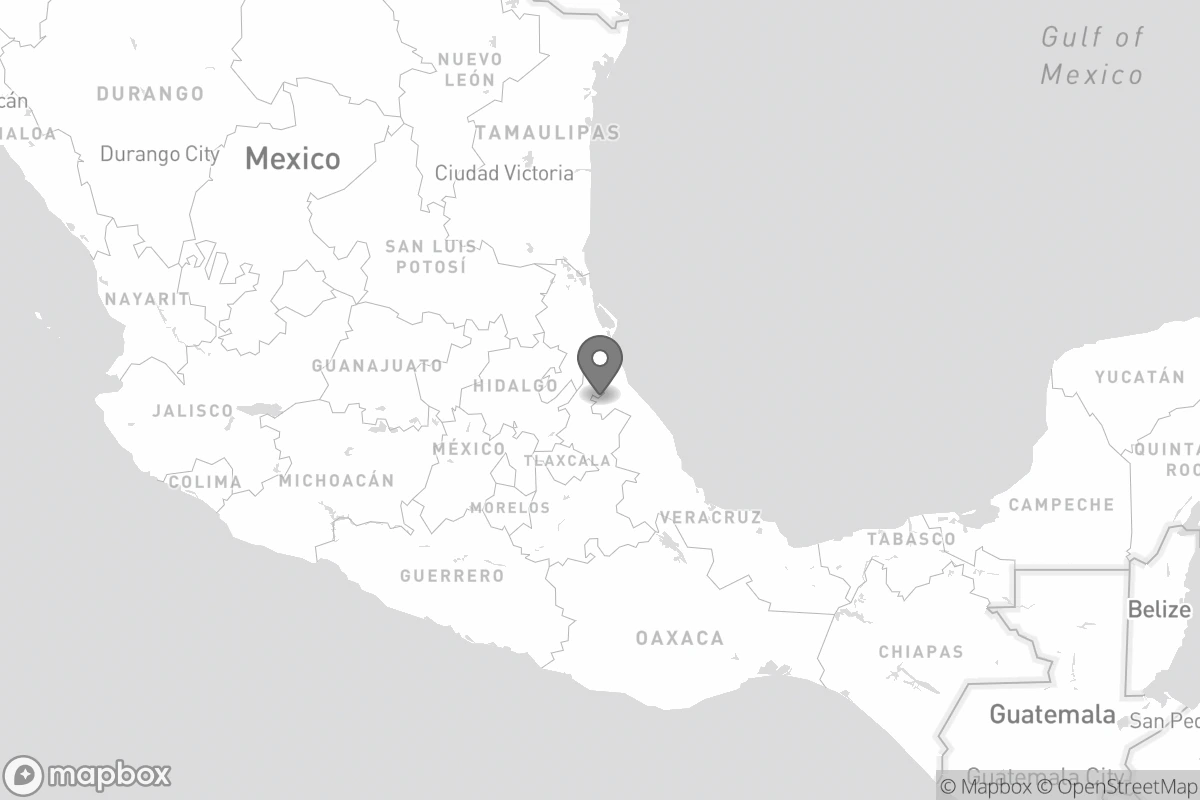 Gulf of
Mexico
NUEVO
LEÓN
DURANGO
cán
TAMAULIPAS
NALOA
Durango City
Mexico
Ciudad Victoria
SAN LUIS
POTOSÍ
NAYARIT
GUANAJUATO
HIDALGO
YUCATÁN
JALISCO
MÉXICO
TLAXCALA
QUINTA
ROO
COLIMA
MICHOACÁN
MORELOS
VERACRUZ
CAMPECHE
TABASCO
GUERRERO
Belize
OAXACA
CHIAPAS
Guatemala
San Ped
Guatemala City
mapbox
© Mapbox © OpenStreetMap